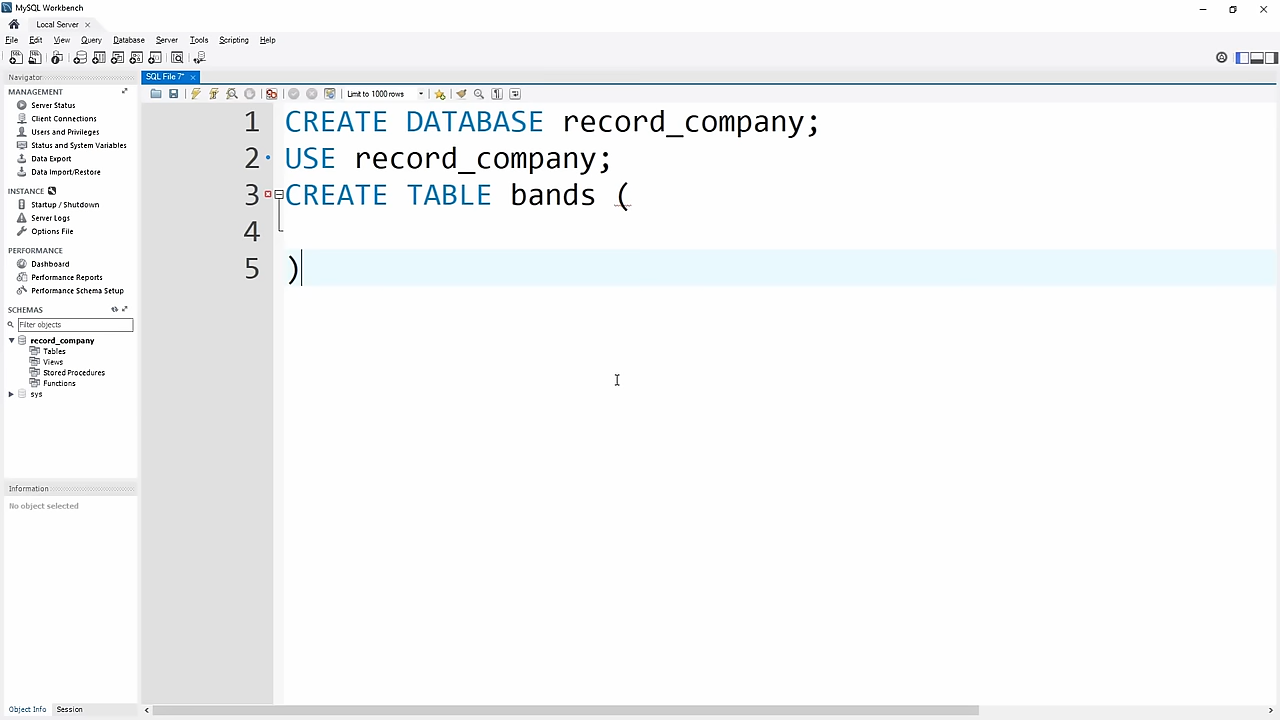 MySQL Workbench
Local Server
File Edit View Query Database Server Tools Scripting Help
Navigator
SQL File 7*
MANAGEMENT
Server Status
Client Connections
Users and Privileges
Status and System Variables
Data Export
Data Import/Restore
INSTANCE
Startup / Shutdown
Server Logs
Options File
PERFORMANCE
Dashboard
Performance Reports
Performance Schema Setup
SCHEMAS
Filter objects
record_company
Tables
Views
Stored Procedures
Functions
sys
Information
No object selected
Object Info Session
Limit to 1000 rows
1 CREATE DATABASE record_company;
2 USE record_company;
3 CREATE TABLE bands (
4
5 )